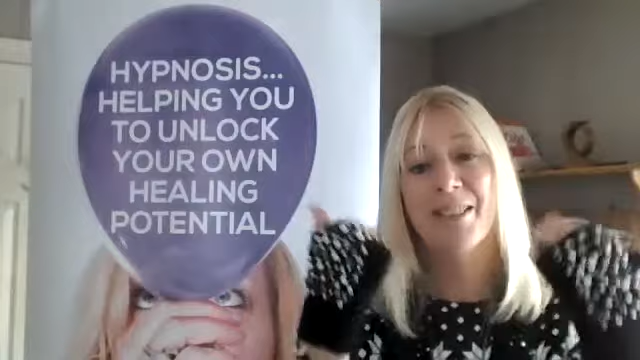 HYPNOSIS...
HELPING YOU
TO UNLOCK
YOUR OWN
HEALING
POTENTIAL